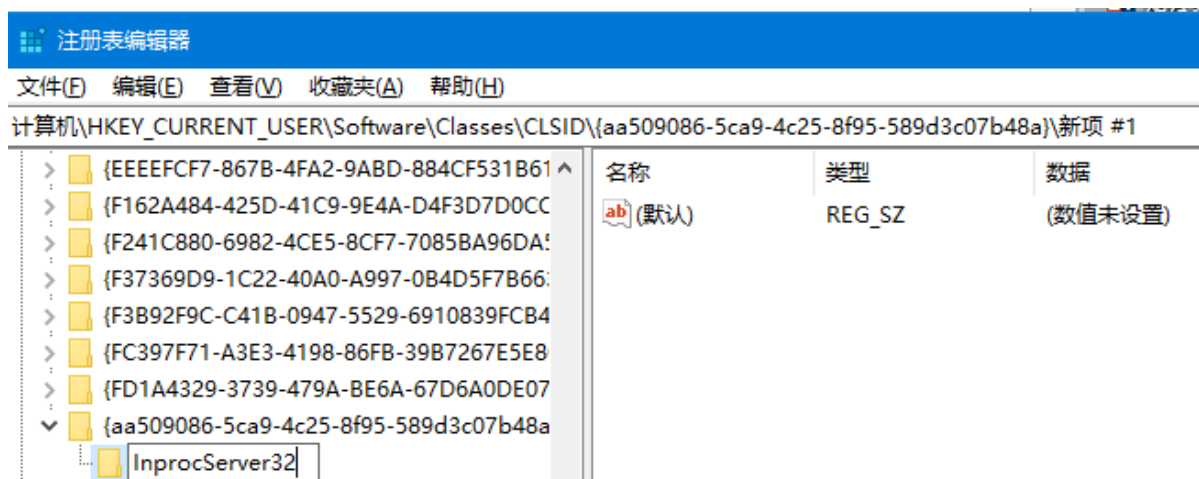 注册表编辑器
文件(F) 编辑(E) 查看(V) 收藏夹(A) 帮助(H)
计算机\HKEY_CURRENT_USER\Software\Classes\CLSID\{aa509086-5ca9-4c25-8f95-589d3c07b48a}\新项 #1
名称 类型 数据
ab (默认) REG_SZ (数值未设置)
{EEEEFCF7-867B-4FA2-9ABD-884CF531B61
{F162A484-425D-41C9-9E4A-D4F3D7D0CC
{F241C880-6982-4CE5-8CF7-7085BA96DA5
{F37369D9-1C22-40A0-A997-0B4D5F7B66
{F3B92F9C-C41B-0947-5529-6910839FCB4
{FC397F71-A3E3-4198-86FB-39B7267E5E8
{FD1A4329-3739-479A-BE6A-67D6A0DE07
{aa509086-5ca9-4c25-8f95-589d3c07b48a
InprocServer32